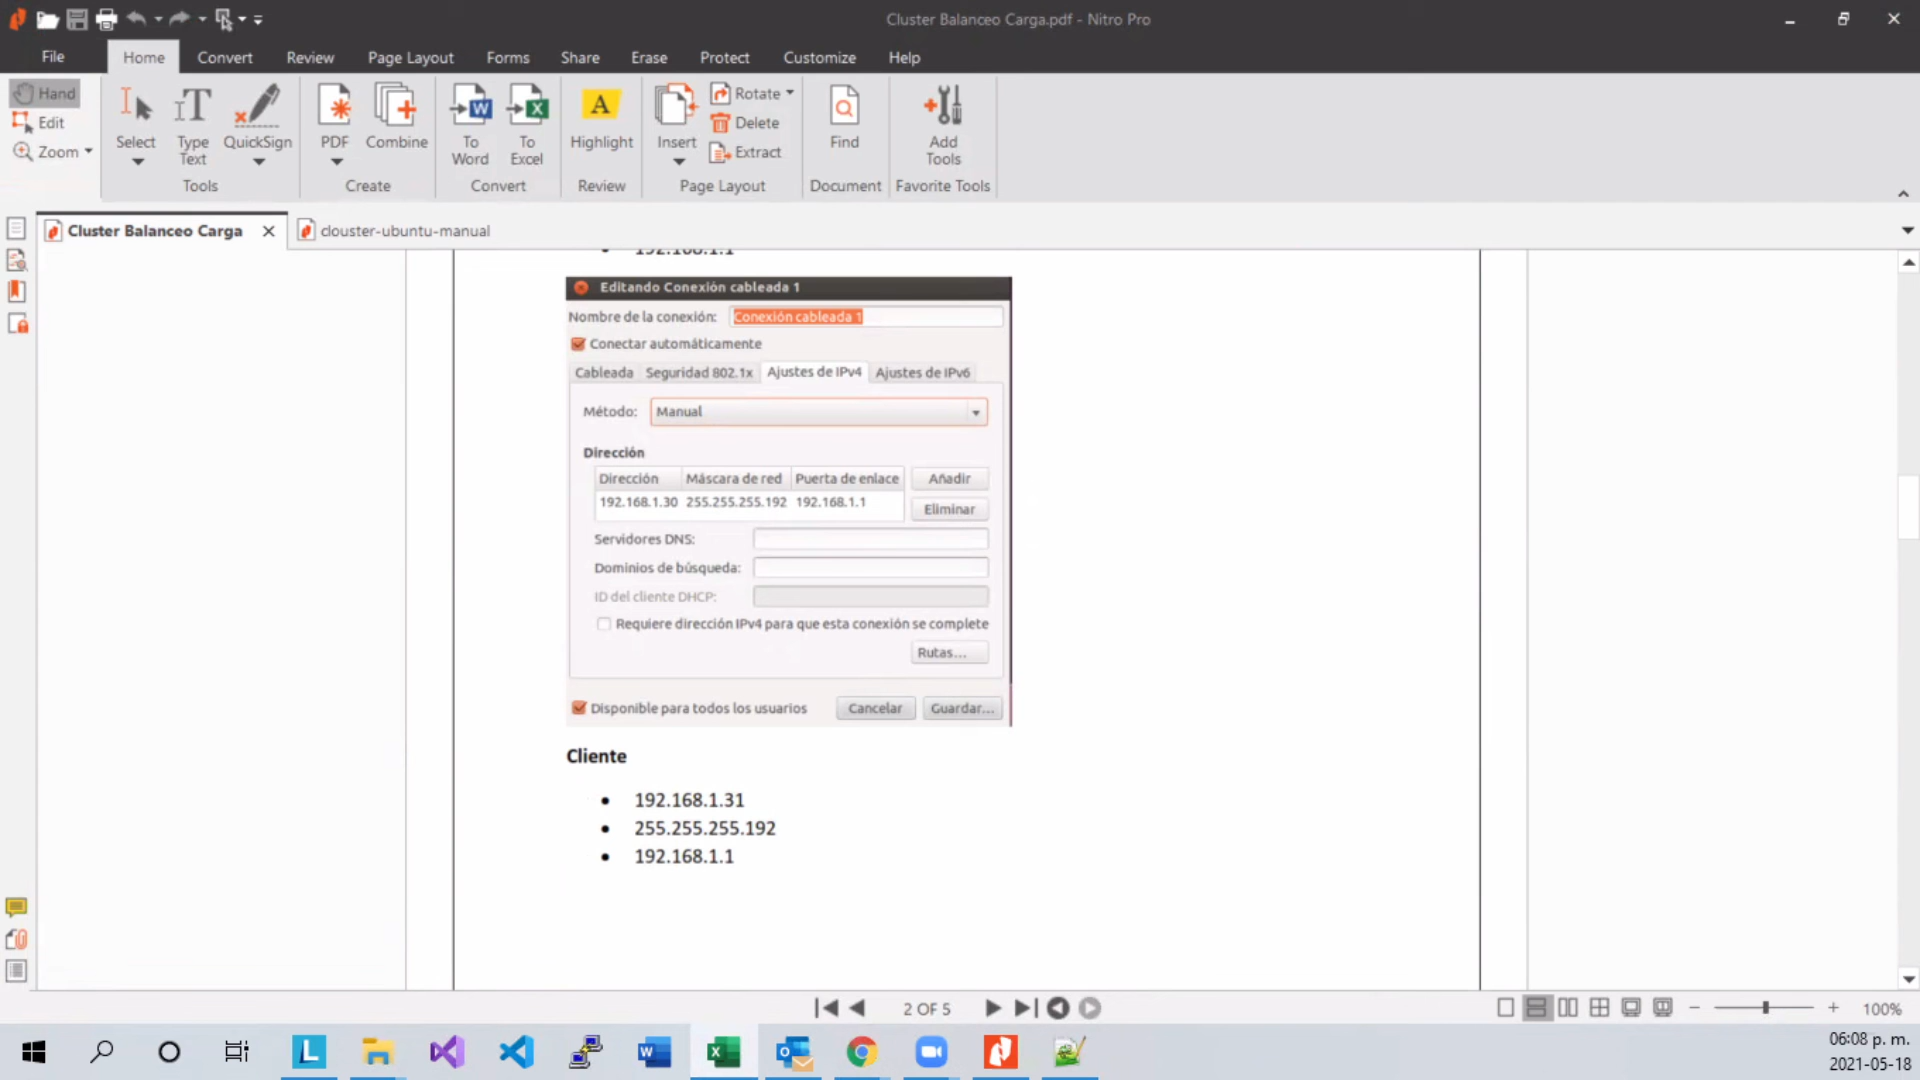 Cluster Balanceo Carga.pdf - Nitro Pro
File Home Convert Review Page Layout Forms Share Erase Protect Customize Help
Hand
Edit
Zoom
Select
Type Text
QuickSign
Tools
PDF
Combine
Create
To Word
To Excel
Convert
Highlight
Review
Insert
Rotate
Delete
Extract
Page Layout
Find
Document
Add Tools
Favorite Tools
Cluster Balanceo Carga
clouster-ubuntu-manual
192.168.1.1
Editando Conexión cableada 1
Nombre de la conexión: Conexión cableada 1
Conectar automáticamente
Cableada Seguridad 802.1x Ajustes de IPv4 Ajustes de IPv6
Método: Manual
Dirección
Dirección Máscara de red Puerta de enlace Añadir
192.168.1.30 255.255.255.192 192.168.1.1 Eliminar
Servidores DNS:
Dominios de búsqueda:
ID del cliente DHCP:
Requiere dirección IPv4 para que esta conexión se complete
Rutas...
Disponible para todos los usuarios Cancelar Guardar...
Cliente
192.168.1.31
255.255.255.192
192.168.1.1
2 OF 5
100%
06:08 p. m.
2021-05-18